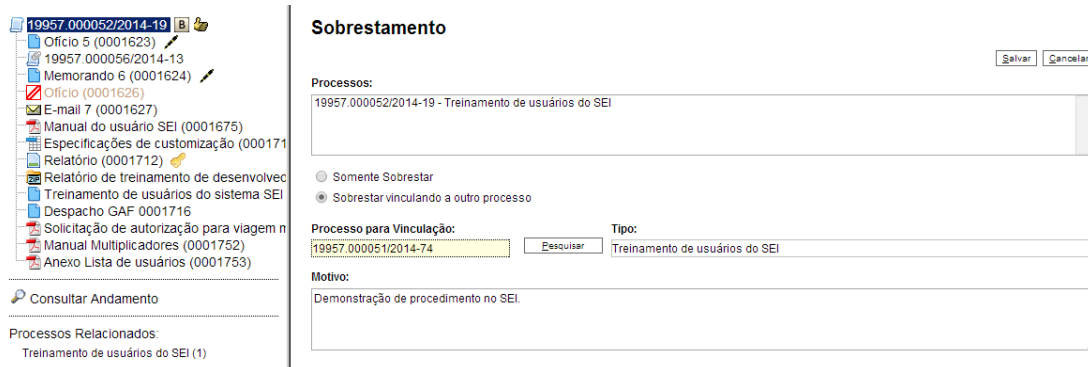 19957.000052/2014-19 B
Ofício 5 (0001623)
19957.000056/2014-13
Memorando 6 (0001624)
Ofício (0001626)
E-mail 7 (0001627)
Manual do usuário SEI (0001675)
Especificações de customização (000171
Relatório (0001712)
Relatório de treinamento de desenvolvec
Treinamento de usuários do sistema SEI
Despacho GAF 0001716
Solicitação de autorização para viagem n
Manual Multiplicadores (0001752)
Anexo Lista de usuários (0001753)
Consultar Andamento
Processos Relacionados:
Treinamento de usuários do SEI (1)
Sobrestamento
Salvar Cancelar
Processos:
19957.000052/2014-19 - Treinamento de usuários do SEI
Somente Sobrestar
Sobrestar vinculando a outro processo
Processo para Vinculação: Tipo:
19957.000051/2014-74 Pesquisar Treinamento de usuários do SEI
Motivo:
Demonstração de procedimento no SEI.